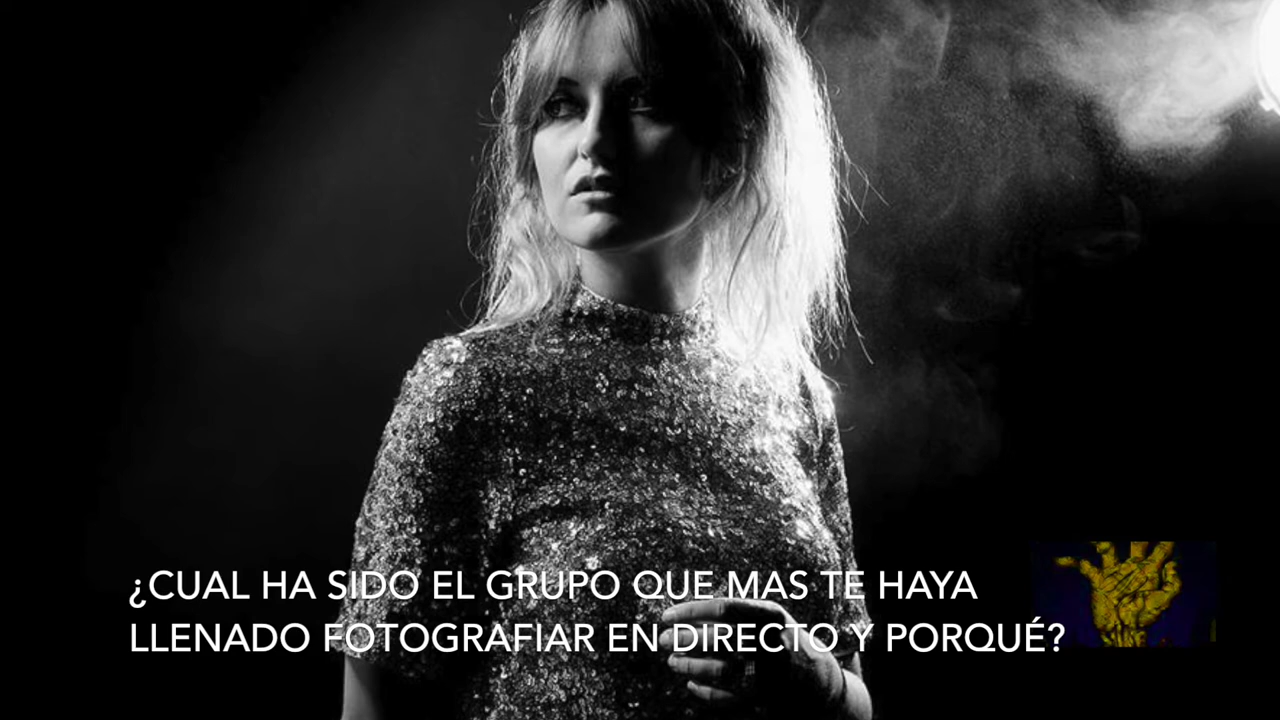 ¿CUAL HA SIDO EL GRUPO QUE MAS TE HAYA
LLENADO FOTOGRAFIAR EN DIRECTO Y PORQUÉ?